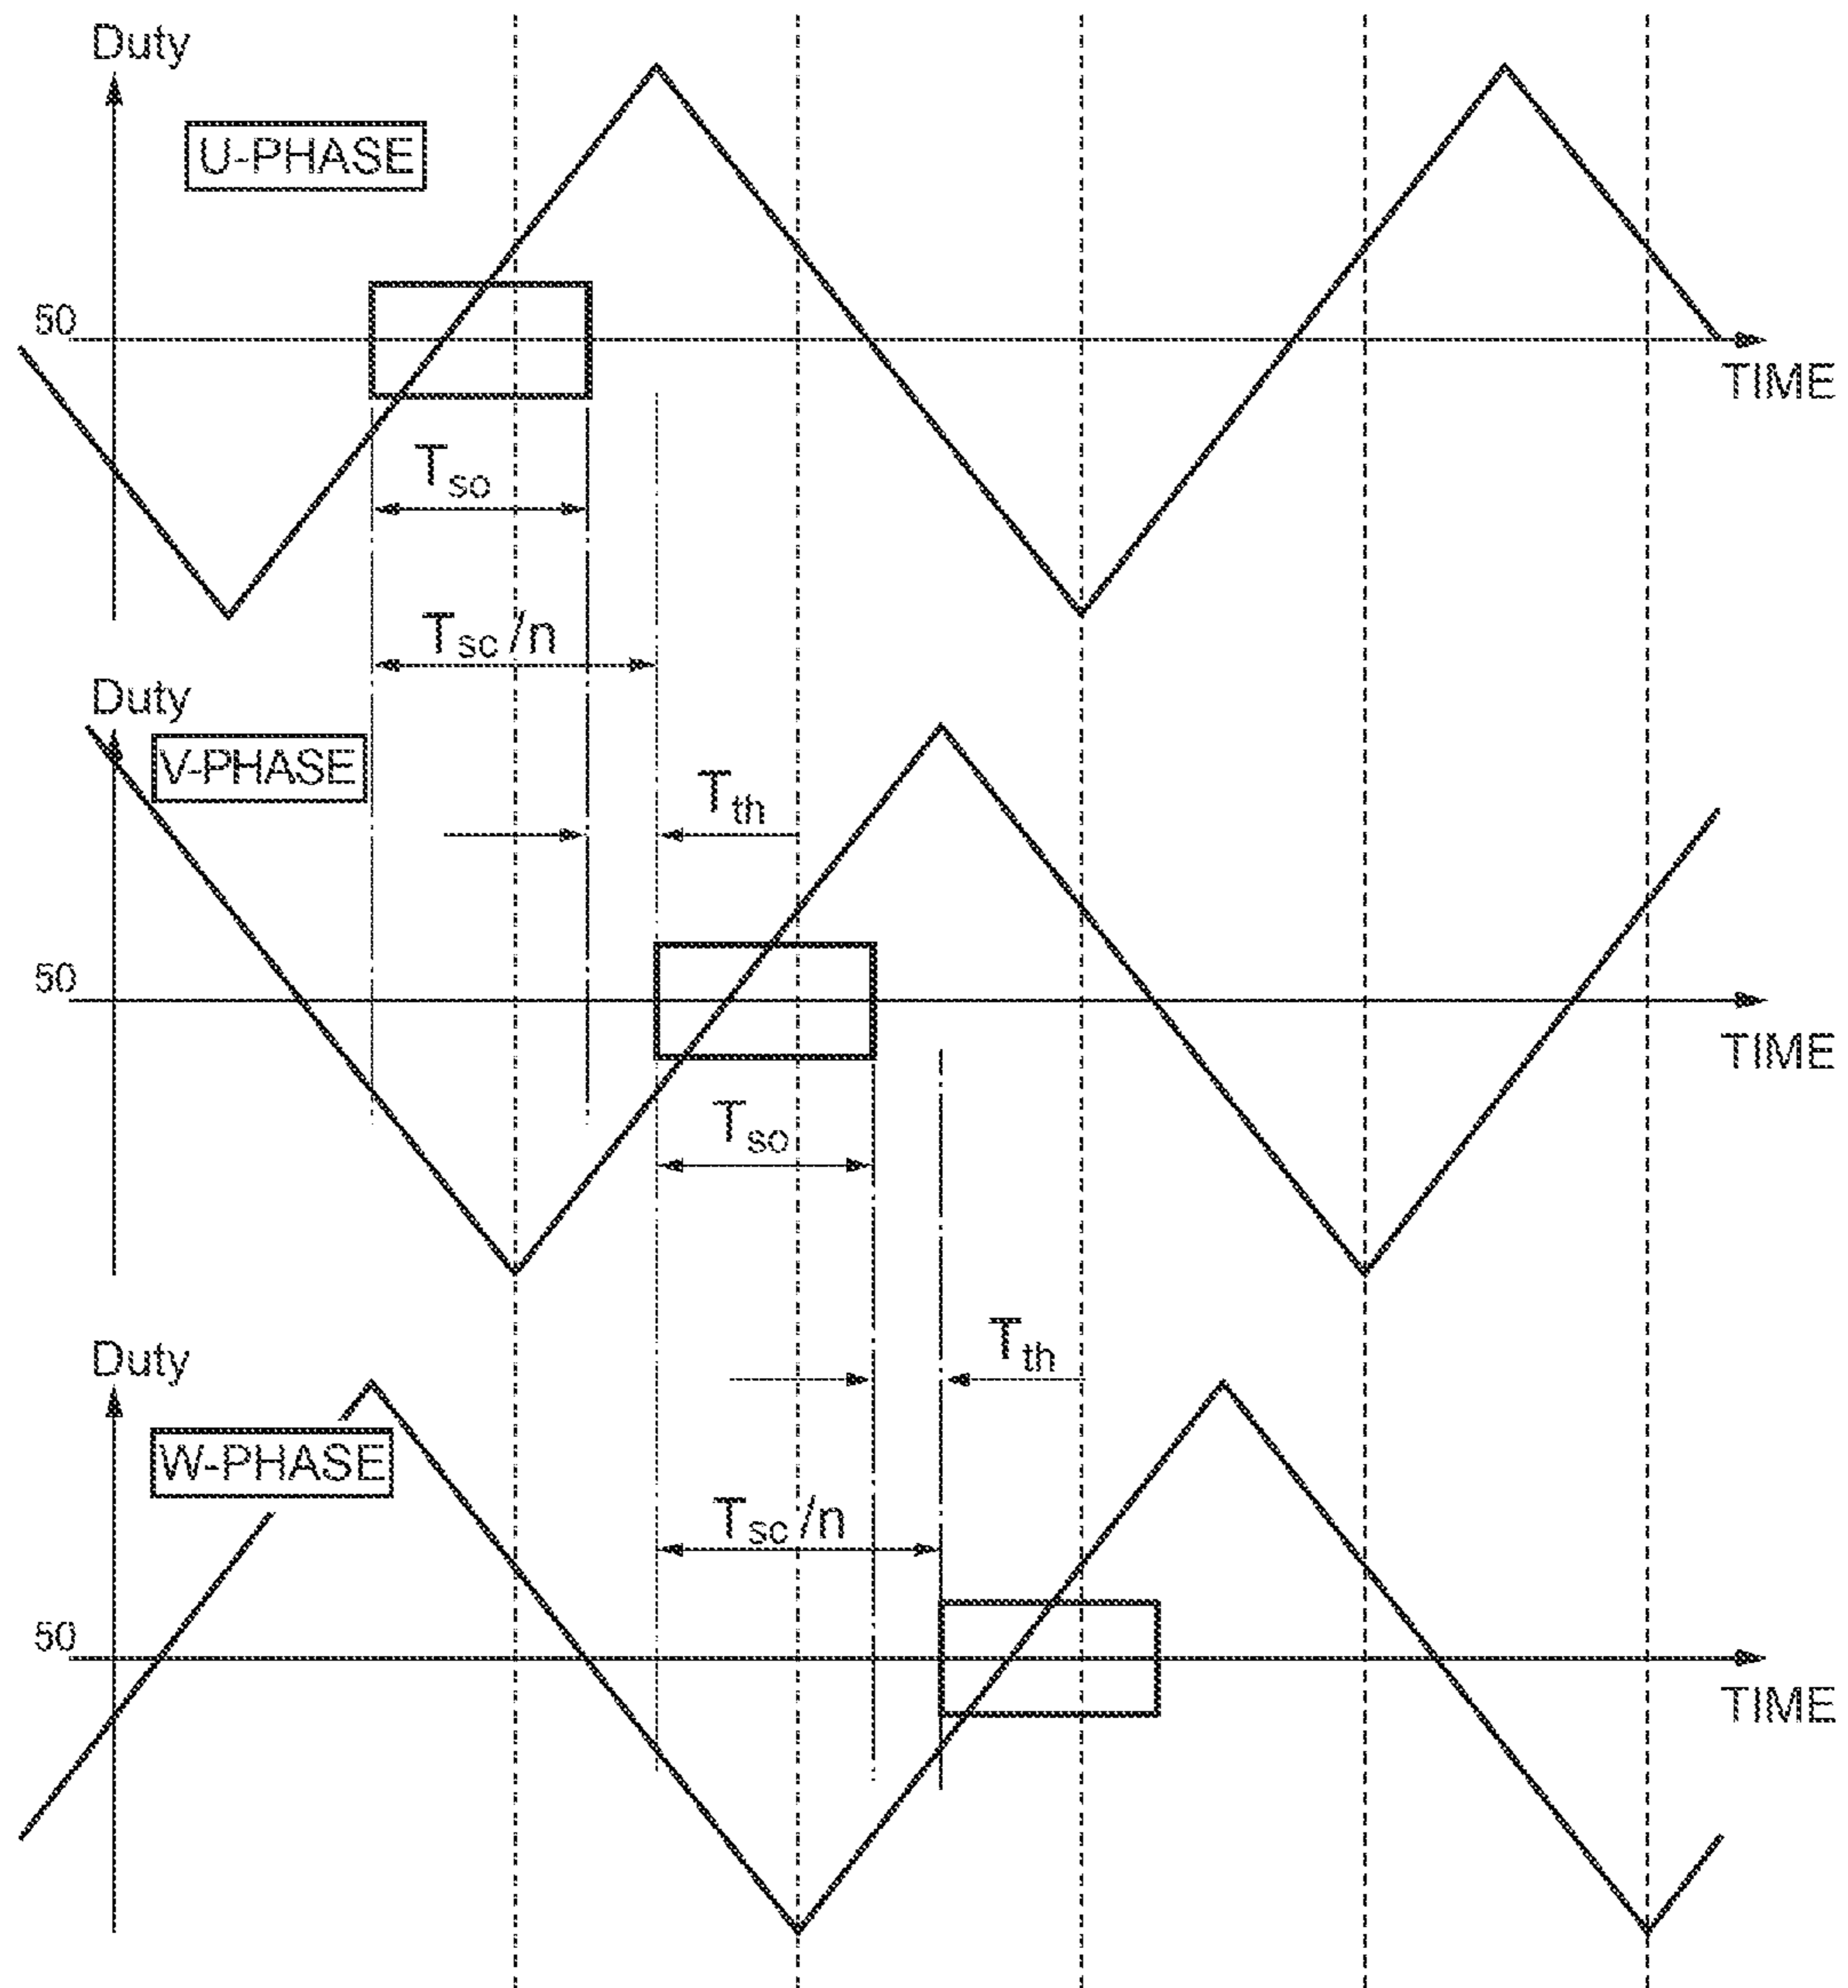 Duty
U-PHASE
50
TIME
Tso
Tsc/n
Duty
V-PHASE
Tth
50
TIME
Tso
Tth
Duty
W-PHASE
Tsc/n
50
TIME